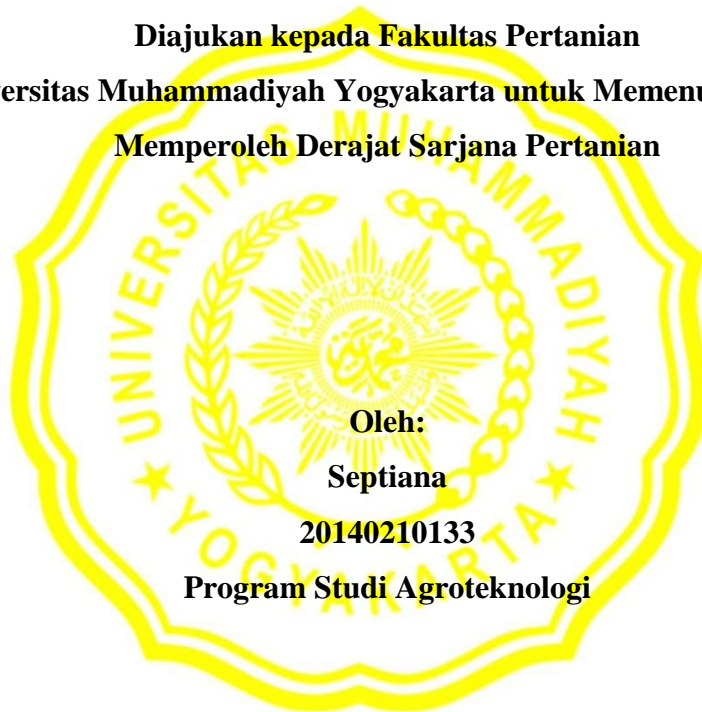 Diajukan kepada Fakultas Pertanian
versitas Muhammadiyah Yogyakarta untuk Memenu
Memperoleh Derajat Sarjana Pertanian
UNIVERSITAS MUHAMMADIYAH
YOGYAKARTA
Oleh:
Septiana
20140210133
Program Studi Agroteknologi